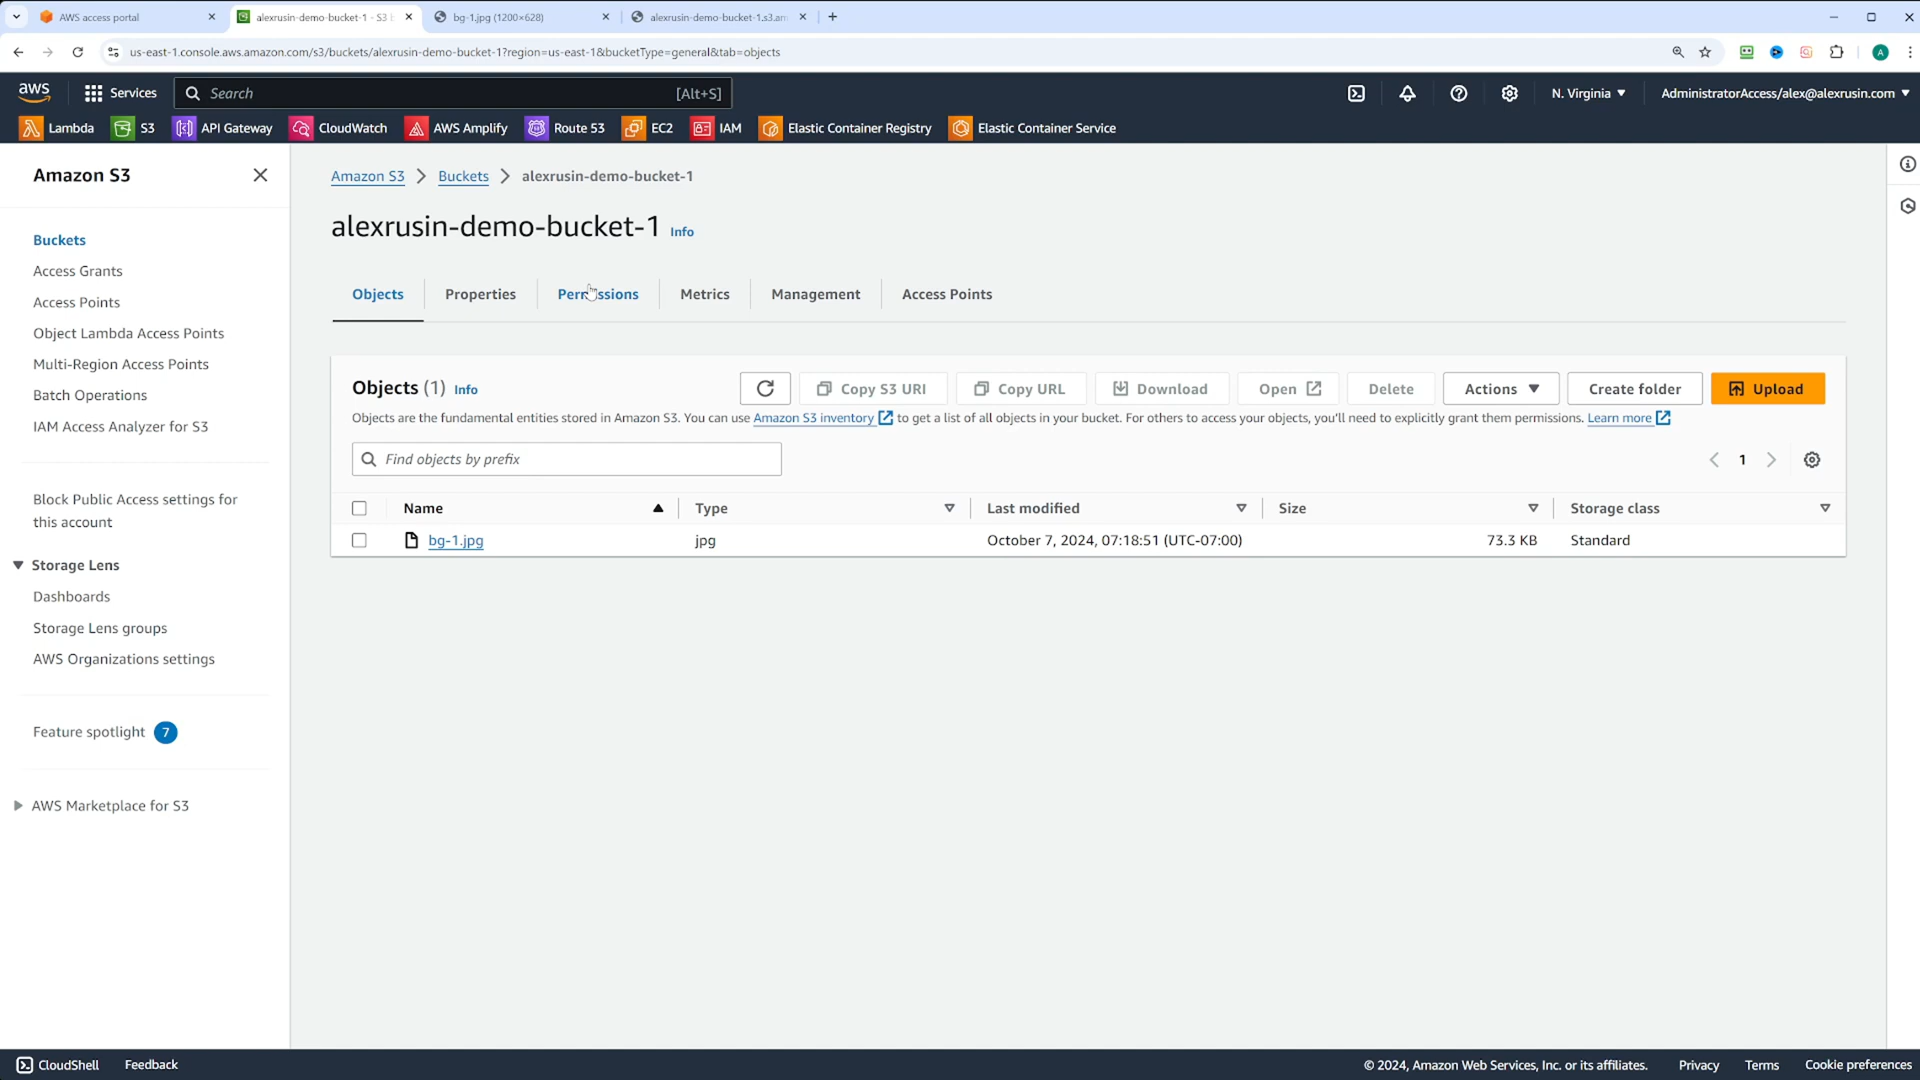 AWS access portal
alexrusin-demo-bucket-1 - S3 b
bg-1.jpg (1200×628)
alexrusin-demo-bucket-1.s3.am
us-east-1.console.aws.amazon.com/s3/buckets/alexrusin-demo-bucket-1?region=us-east-1&bucketType=general&tab=objects
A
aws
Services
Search
[Alt+S]
N. Virginia
AdministratorAccess/alex@alexrusin.com
Lambda
S3
API Gateway
CloudWatch
AWS Amplify
Route 53
EC2
IAM
Elastic Container Registry
Elastic Container Service
Amazon S3
Buckets
Access Grants
Access Points
Object Lambda Access Points
Multi-Region Access Points
Batch Operations
IAM Access Analyzer for S3
Block Public Access settings for
this account
Storage Lens
Dashboards
Storage Lens groups
AWS Organizations settings
Feature spotlight 7
AWS Marketplace for S3
Amazon S3 > Buckets > alexrusin-demo-bucket-1
alexrusin-demo-bucket-1 Info
Objects
Properties
Permissions
Metrics
Management
Access Points
Objects (1) Info
Copy S3 URI
Copy URL
Download
Open
Delete
Actions
Create folder
Upload
Objects are the fundamental entities stored in Amazon S3. You can use Amazon S3 inventory to get a list of all objects in your bucket. For others to access your objects, you'll need to explicitly grant them permissions. Learn more
Find objects by prefix
1
Name
Type
Last modified
Size
Storage class
bg-1.jpg
jpg
October 7, 2024, 07:18:51 (UTC-07:00)
73.3 KB
Standard
CloudShell
Feedback
© 2024, Amazon Web Services, Inc. or its affiliates.
Privacy
Terms
Cookie preferences